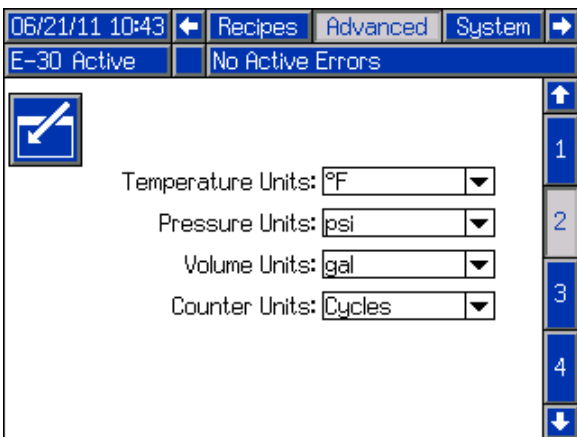 06/21/11 10:43 Recipes Advanced System
E-30 Active No Active Errors
1
Temperature Units: °F
Pressure Units: psi
2
Volume Units: gal
Counter Units: Cycles
3
4